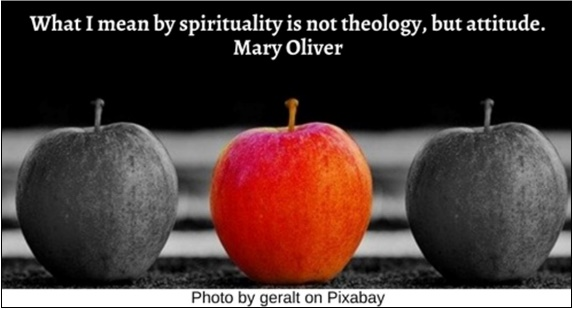 What I mean by spirituality is not theology, but attitude.
Mary Oliver
Photo by geralt on Pixabay